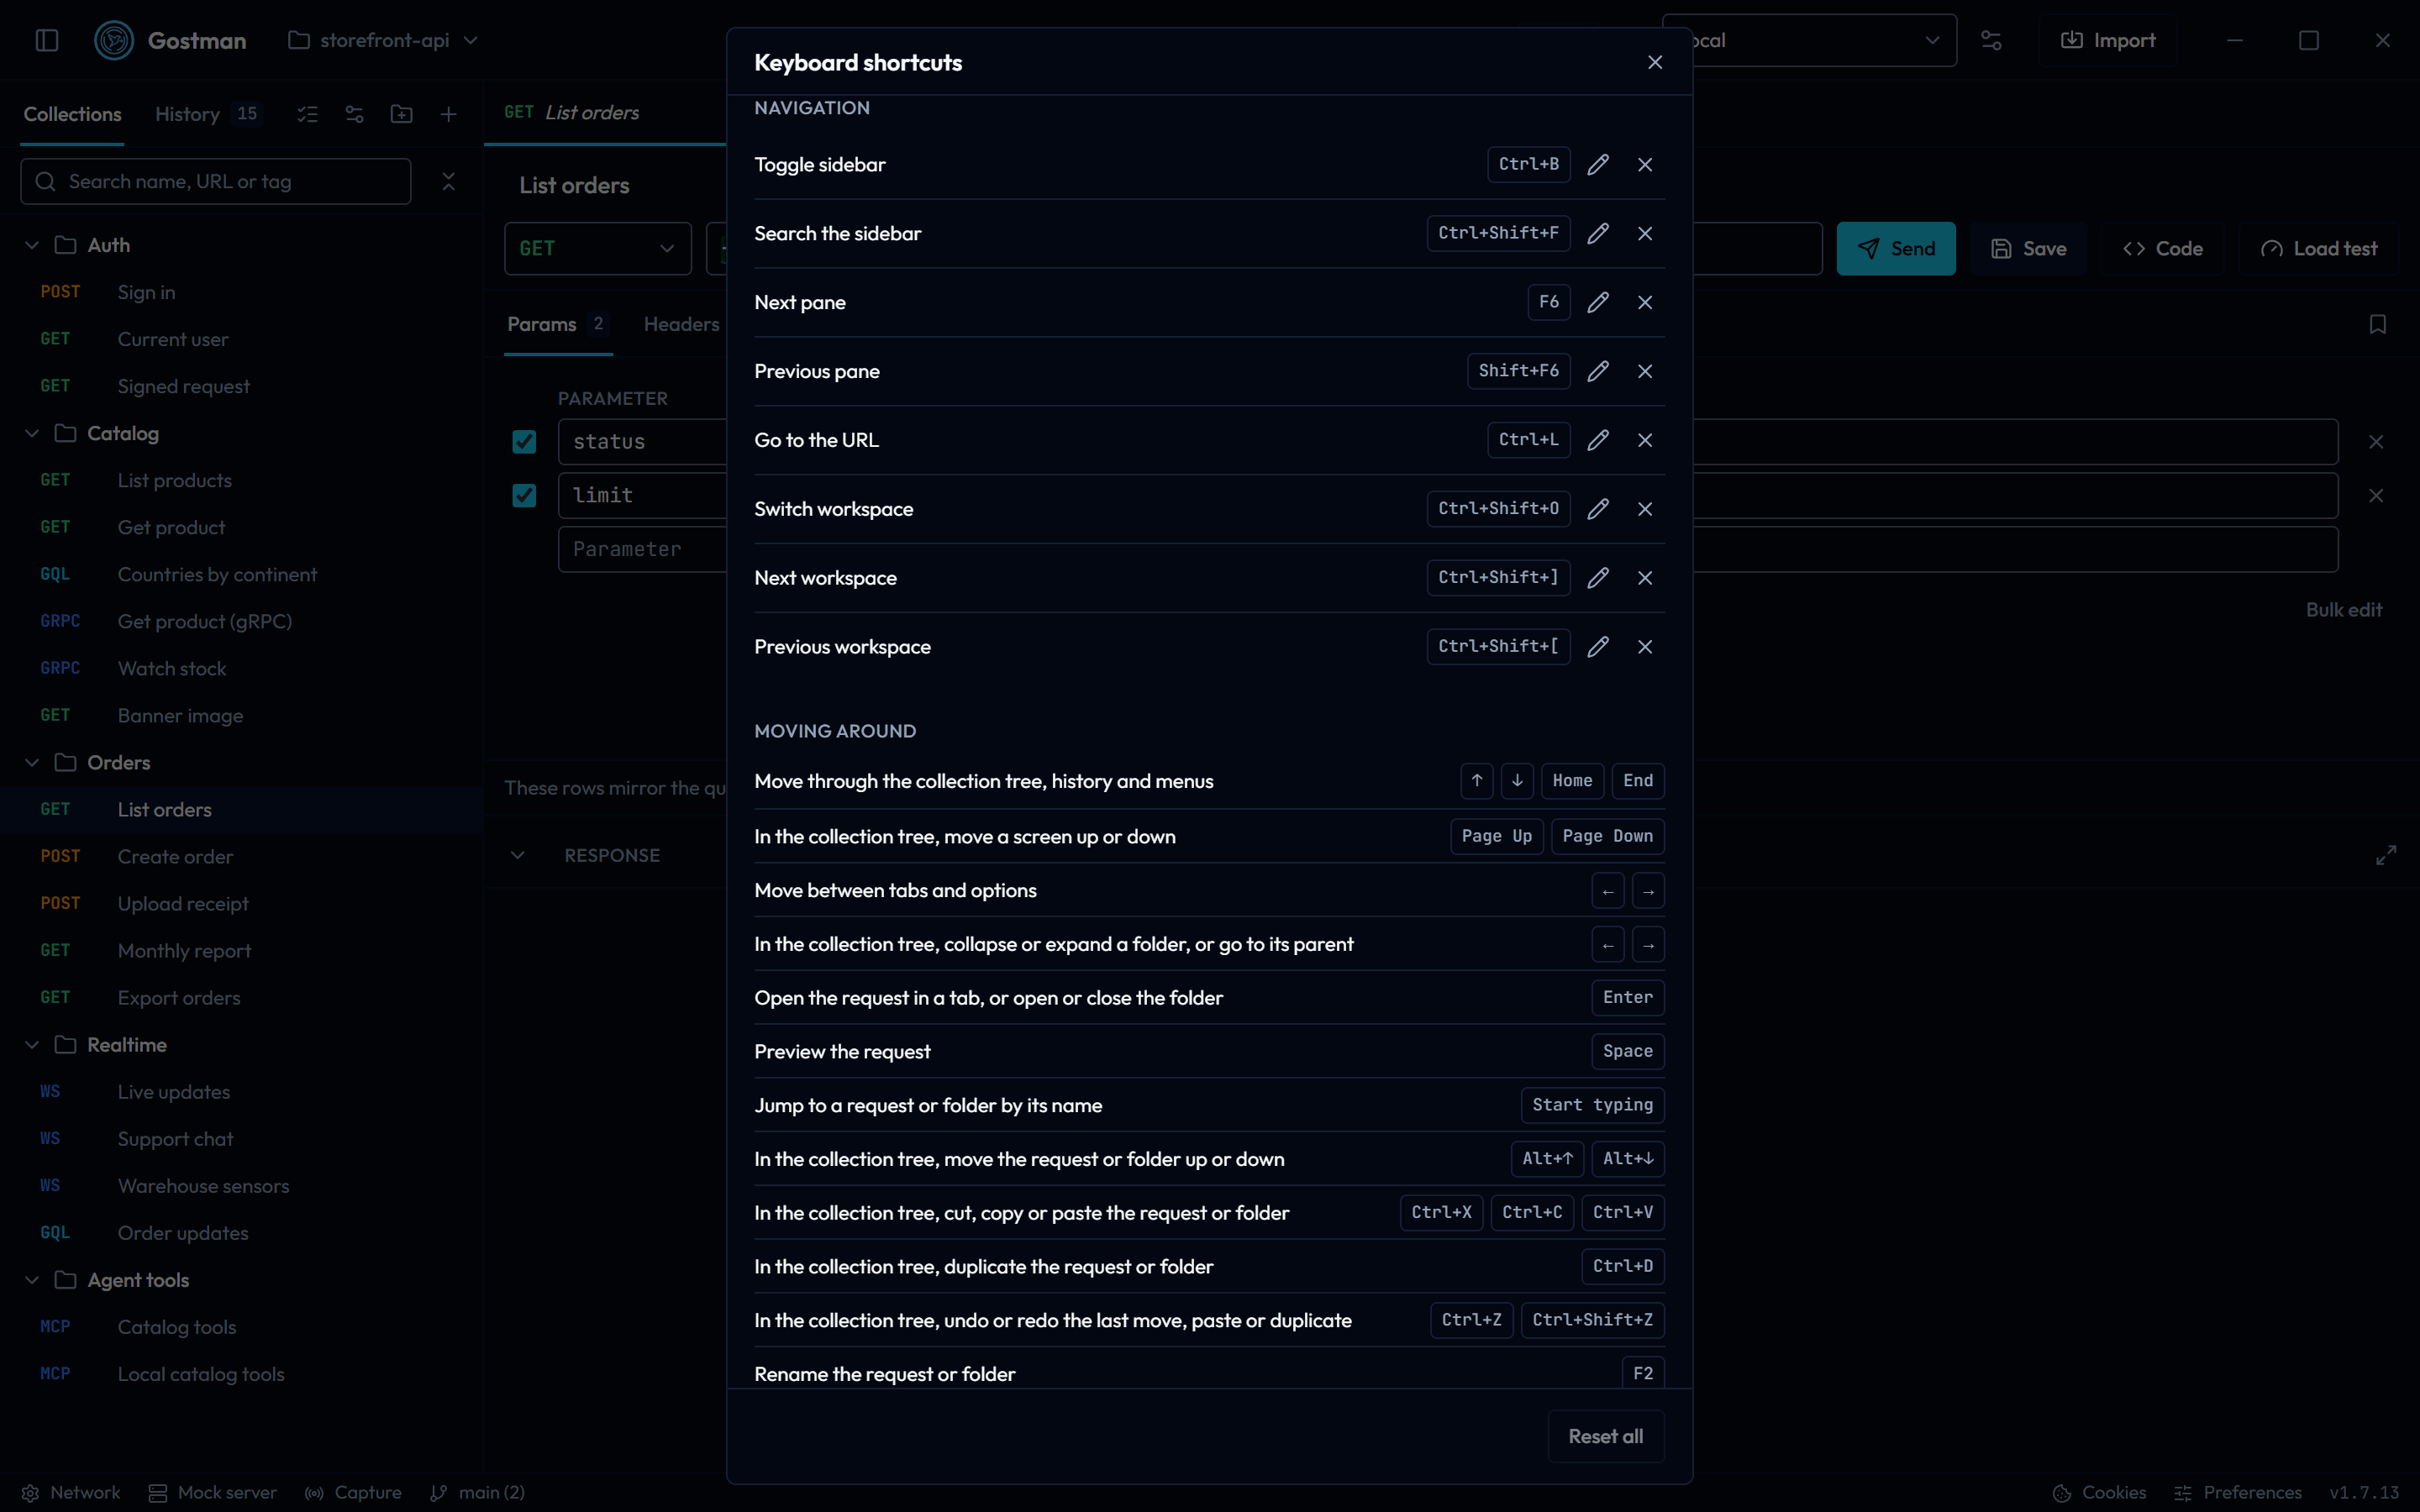 Gostman
storefront-api
ocal
Import
Collections
History 15
Search name, URL or tag
Auth
POST Sign in
GET Current user
GET Signed request
Catalog
GET List products
GET Get product
GQL Countries by continent
GRPC Get product (gRPC)
GRPC Watch stock
GET Banner image
Orders
GET List orders
POST Create order
POST Upload receipt
GET Monthly report
GET Export orders
Realtime
WS Live updates
WS Support chat
WS Warehouse sensors
GQL Order updates
Agent tools
MCP Catalog tools
MCP Local catalog tools
GET List orders
List orders
GET
Send
Save
Code
Load test
Params 2
Headers
PARAMETER
status
limit
Parameter
Bulk edit
These rows mirror the qu
RESPONSE
Keyboard shortcuts
NAVIGATION
Toggle sidebar Ctrl+B
Search the sidebar Ctrl+Shift+F
Next pane F6
Previous pane Shift+F6
Go to the URL Ctrl+L
Switch workspace Ctrl+Shift+O
Next workspace Ctrl+Shift+]
Previous workspace Ctrl+Shift+[
MOVING AROUND
Move through the collection tree, history and menus ↑ ↓ Home End
In the collection tree, move a screen up or down Page Up Page Down
Move between tabs and options ← →
In the collection tree, collapse or expand a folder, or go to its parent ← →
Open the request in a tab, or open or close the folder Enter
Preview the request Space
Jump to a request or folder by its name Start typing
In the collection tree, move the request or folder up or down Alt+↑ Alt+↓
In the collection tree, cut, copy or paste the request or folder Ctrl+X Ctrl+C Ctrl+V
In the collection tree, duplicate the request or folder Ctrl+D
In the collection tree, undo or redo the last move, paste or duplicate Ctrl+Z Ctrl+Shift+Z
Rename the request or folder F2
Reset all
Network
Mock server
Capture
main (2)
Cookies
Preferences
v1.7.13